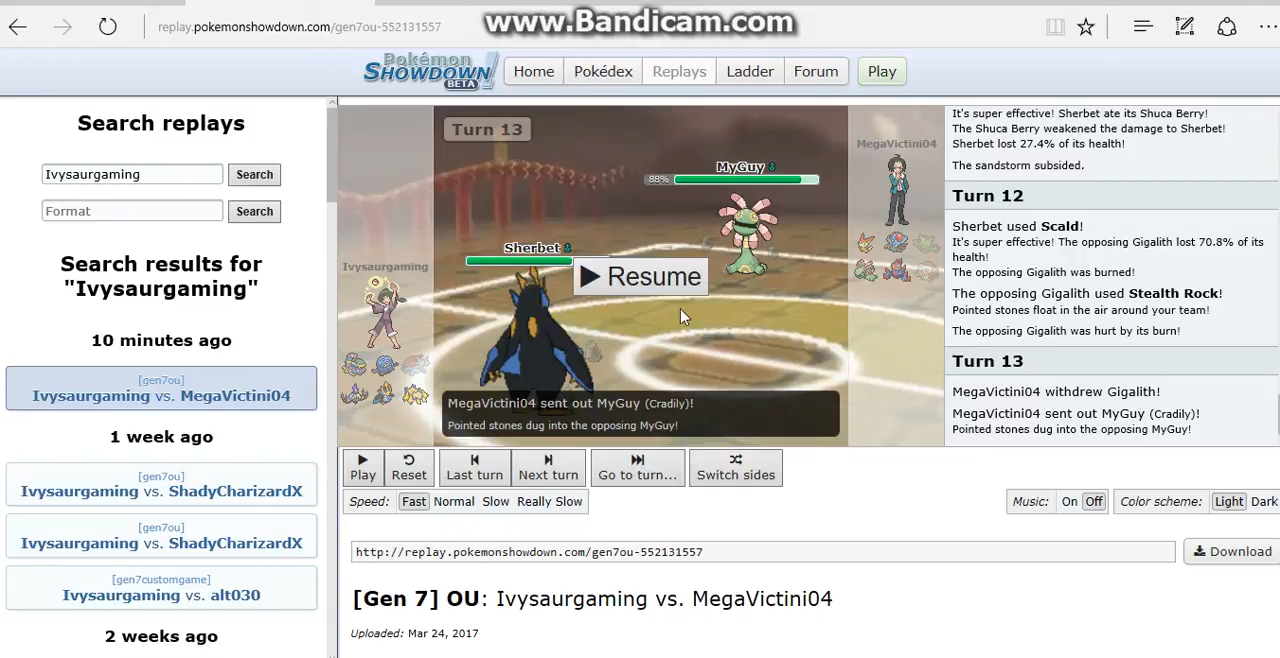 www.Bandicam.com
replay.pokemonshowdown.com/gen7ou-552131557
Pokémon
SHOWDOWN
BETA
Home
Pokédex
Replays
Ladder
Forum
Play
Search replays
Ivysaurgaming
Search
Format
Search
Search results for
"Ivysaurgaming"
10 minutes ago
[gen7ou]
Ivysaurgaming vs. MegaVictini04
1 week ago
[gen7ou]
Ivysaurgaming vs. ShadyCharizardX
[gen7ou]
Ivysaurgaming vs. ShadyCharizardX
[gen7customgame]
Ivysaurgaming vs. alt030
2 weeks ago
Turn 13
Ivysaurgaming
MegaVictini04
MyGuy
88%
Sherbet
Resume
MegaVictini04 sent out MyGuy (Cradily)!
Pointed stones dug into the opposing MyGuy!
It's super effective! Sherbet ate its Shuca Berry!
The Shuca Berry weakened the damage to Sherbet!
Sherbet lost 27.4% of its health!
The sandstorm subsided.
Turn 12
Sherbet used Scald!
It's super effective! The opposing Gigalith lost 70.8% of its
health!
The opposing Gigalith was burned!
The opposing Gigalith used Stealth Rock!
Pointed stones float in the air around your team!
The opposing Gigalith was hurt by its burn!
Turn 13
MegaVictini04 withdrew Gigalith!
MegaVictini04 sent out MyGuy (Cradily)!
Pointed stones dug into the opposing MyGuy!
Play
Reset
Last turn
Next turn
Go to turn...
Switch sides
Speed: Fast Normal Slow Really Slow
Music: On Off
Color scheme: Light Dark
http://replay.pokemonshowdown.com/gen7ou-552131557
Download
[Gen 7] OU: Ivysaurgaming vs. MegaVictini04
Uploaded: Mar 24, 2017